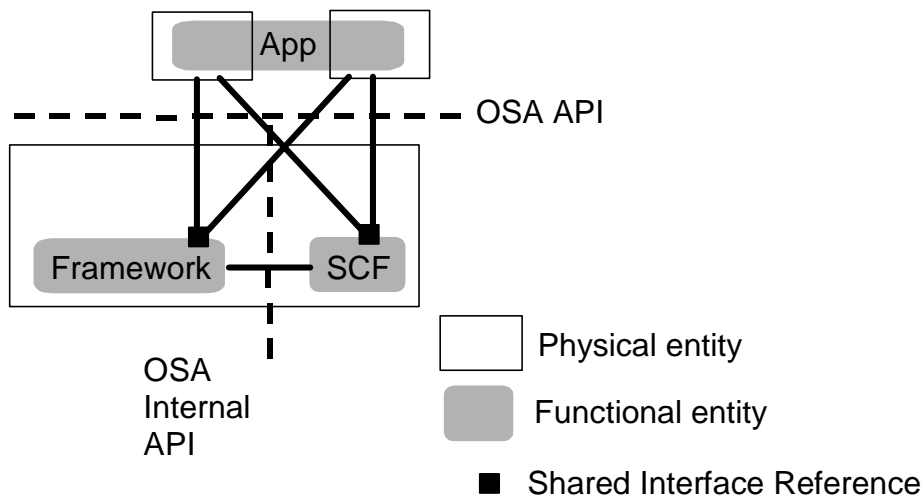 App
OSA API
Framework
SCF
OSA
Internal
API
Physical entity
Functional entity
Shared Interface Reference